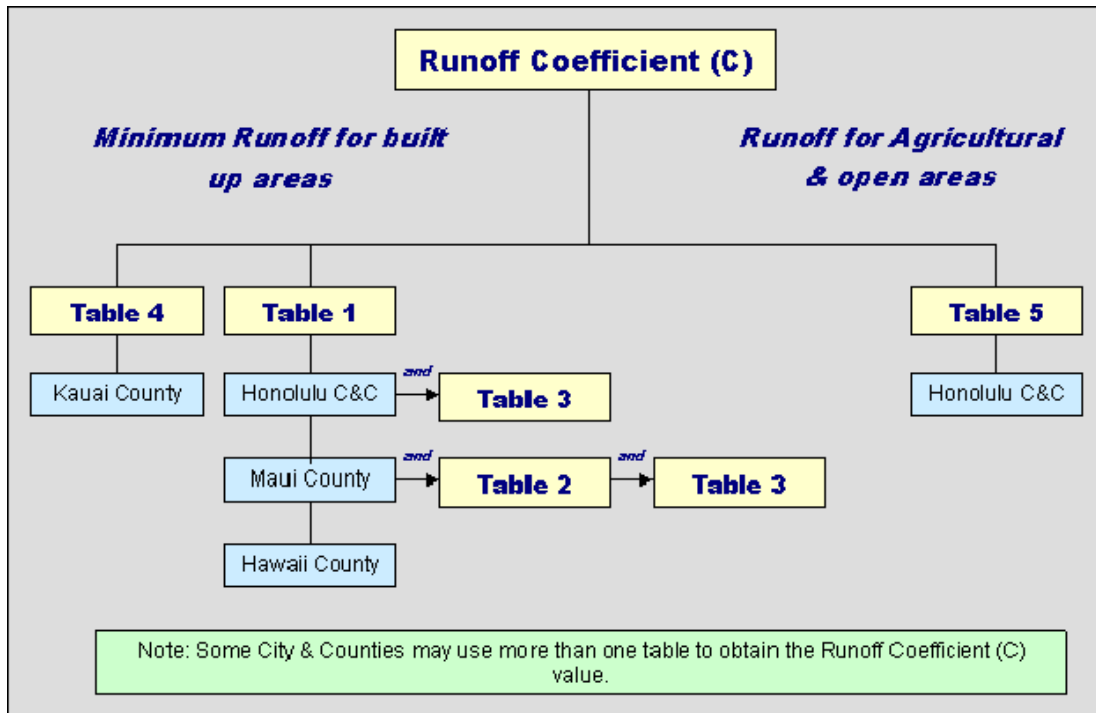 Runoff Coefficient (C)
Minimum Runoff for built
up areas
Runoff for Agricultural
& open areas
Table 4
Table 1
Table 5
Kauai County
Honolulu C&C
and
Table 3
Honolulu C&C
Maui County
and
Table 2
and
Table 3
Hawaii County
Note: Some City & Counties may use more than one table to obtain the Runoff Coefficient (C)
value.